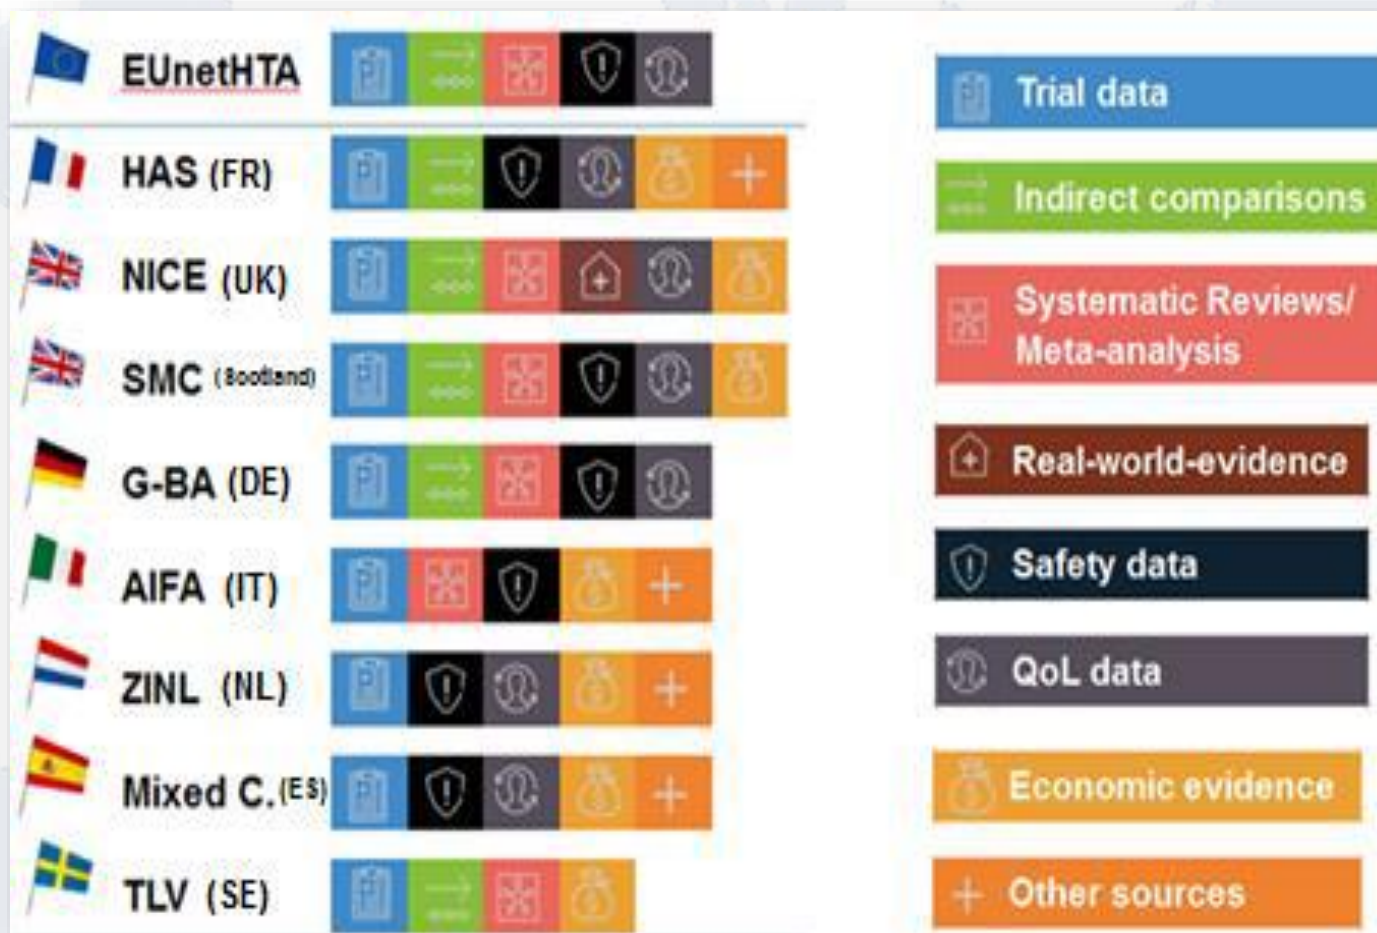 EUnetHTA
HAS (FR)
NICE (UK)
SMC (Scotland)
G-BA (DE)
AIFA (IT)
ZINL (NL)
Mixed C. (ES)
TLV (SE)
Trial data
Indirect comparisons
Systematic Reviews/
Meta-analysis
Real-world-evidence
Safety data
QoL data
Economic evidence
Other sources